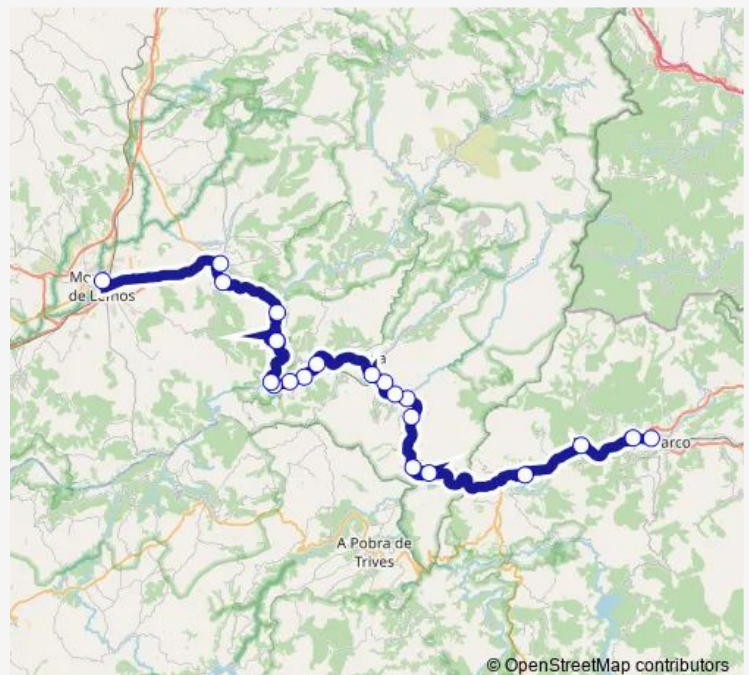 Mo
de Lemos
a
arco
A Pobra de
Trives
© OpenStreetMap contributors